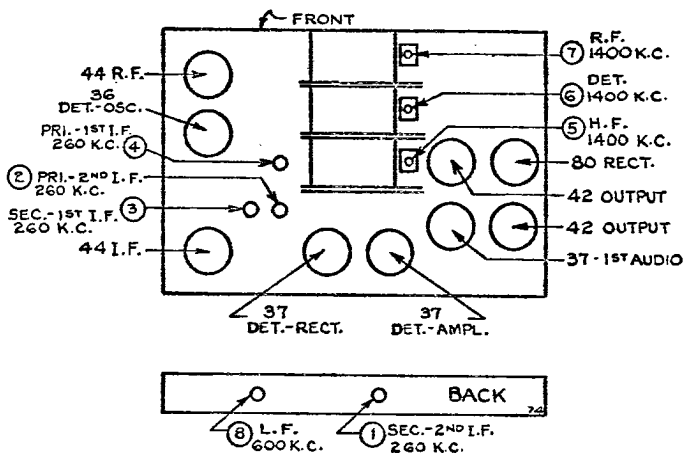 FRONT
R.F.
⑦ 1400 K.C.
DET.
⑥ 1400 K.C.
⑤ H.F.
1400 K.C.
44 R.F.
36
DET.-OSC.
PRI.-1ST I.F.
260 K.C. ④
② PRI.-2ND I.F.
260 K.C.
SEC.-1ST I.F. ③
260 K.C.
44 I.F.
80 RECT.
42 OUTPUT
42 OUTPUT
37-1ST AUDIO
37
DET.-RECT.
37
DET.-AMPL.
BACK
74
⑧ L.F.
600 K.C.
① SEC.-2ND I.F.
260 K.C.